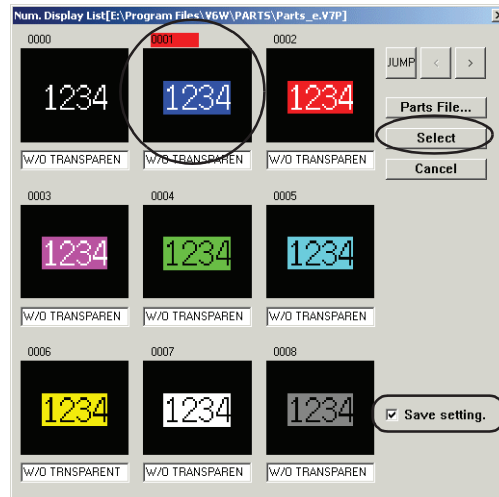 Num. Display List[E:\Program Files\V6W\PARTS\Parts_e.V7P]
0000 0001 0002
1234 1234 1234
W/O TRANSPAREN W/O TRANSPAREN W/O TRANSPAREN
JUMP < >
Parts File...
Select
Cancel
0003 0004 0005
1234 1234 1234
W/O TRANSPAREN W/O TRANSPAREN W/O TRANSPAREN
0006 0007 0008
1234 1234 1234
W/O TRNSPARENT W/O TRANSPAREN W/O TRANSPAREN
Save setting.